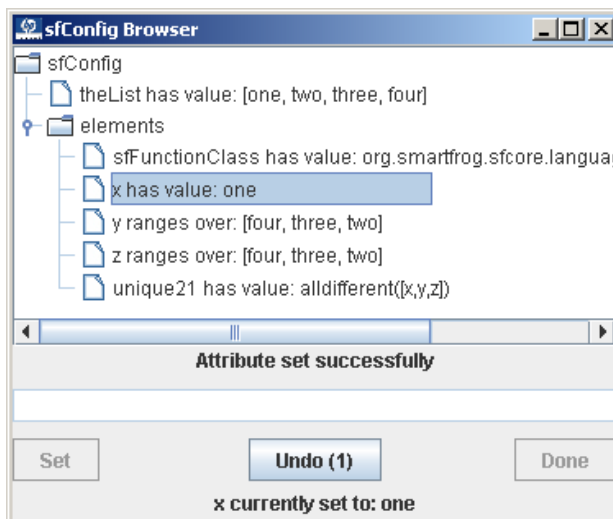 sfConfig Browser
sfConfig
theList has value: [one, two, three, four]
elements
sfFunctionClass has value: org.smartfrog.sfcore.langua
x has value: one
y ranges over: [four, three, two]
z ranges over: [four, three, two]
unique21 has value: alldifferent([x,y,z])
Attribute set successfully
Set
Undo (1)
Done
x currently set to: one